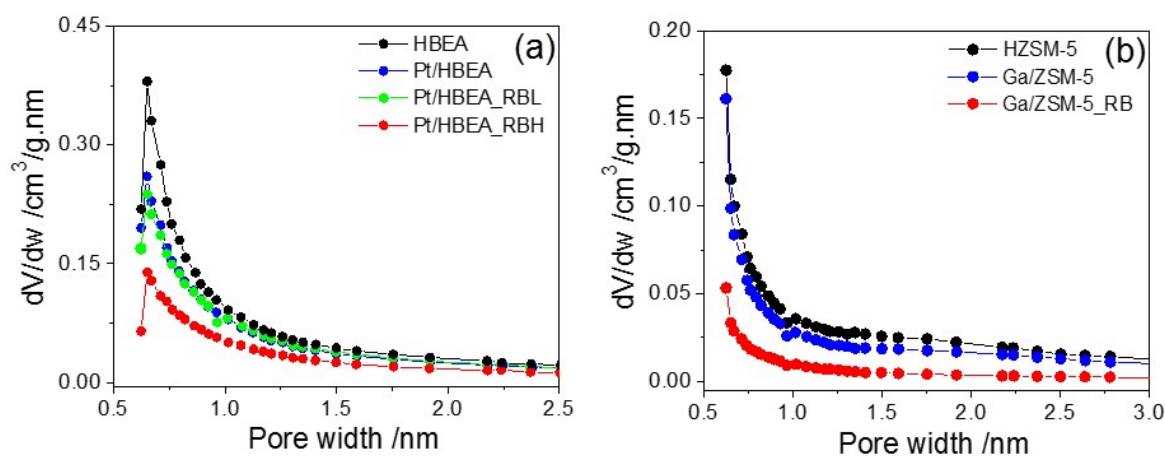 (a)
HBEA
Pt/HBEA
Pt/HBEA_RBL
Pt/HBEA_RBH
0.45
0.30
0.15
0.00
dV/dw /cm³/g.nm
0.5 1.0 1.5 2.0 2.5
Pore width /nm
(b)
HZSM-5
Ga/ZSM-5
Ga/ZSM-5_RB
0.20
0.15
0.10
0.05
0.00
dV/dw /cm³/g.nm
0.5 1.0 1.5 2.0 2.5 3.0
Pore width /nm